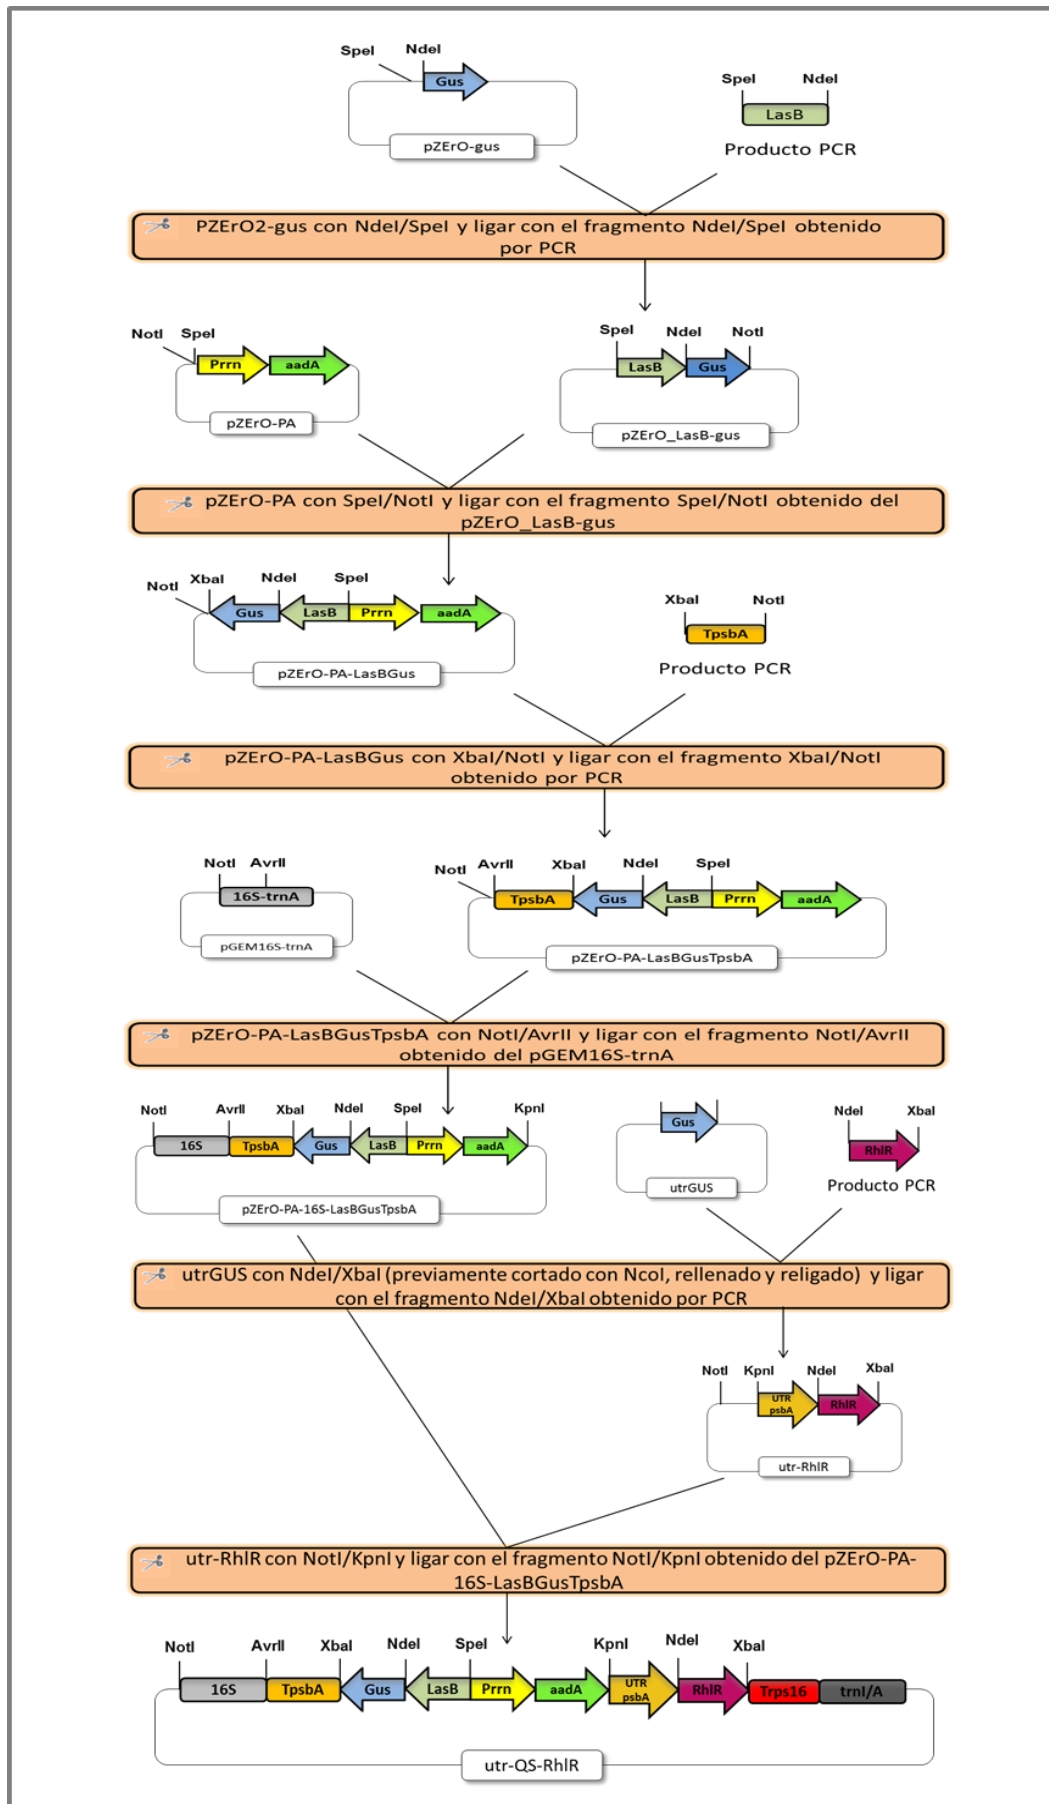 SpeI
NdeI
Gus
pZErO-gus
SpeI
NdeI
LasB
Producto PCR
PZErO2-gus con NdeI/SpeI y ligar con el fragmento NdeI/SpeI obtenido
por PCR
NotI
SpeI
Prrn
aadA
pZErO-PA
SpeI
NdeI
NotI
LasB
Gus
pZErO_LasB-gus
pZErO-PA con SpeI/NotI y ligar con el fragmento SpeI/NotI obtenido del
pZErO_LasB-gus
NotI
XbaI
NdeI
SpeI
Gus
LasB
Prrn
aadA
pZErO-PA-LasBGus
XbaI
NotI
TpsbA
Producto PCR
pZErO-PA-LasBGus con XbaI/NotI y ligar con el fragmento XbaI/NotI
obtenido por PCR
NotI
AvrII
16S-trnA
pGEM16S-trnA
NotI
AvrII
XbaI
NdeI
SpeI
TpsbA
Gus
LasB
Prrn
aadA
pZErO-PA-LasBGusTpsbA
pZErO-PA-LasBGusTpsbA con NotI/AvrII y ligar con el fragmento NotI/AvrII
obtenido del pGEM16S-trnA
NotI
AvrII
XbaI
NdeI
SpeI
KpnI
16S
TpsbA
Gus
LasB
Prrn
aadA
pZErO-PA-16S-LasBGusTpsbA
Gus
utrGUS
NdeI
XbaI
RhlR
Producto PCR
utrGUS con NdeI/XbaI (previamente cortado con NcoI, rellenado y religado) y ligar
con el fragmento NdeI/XbaI obtenido por PCR
NotI
KpnI
NdeI
XbaI
UTR
psbA
RhlR
utr-RhlR
utr-RhlR con NotI/KpnI y ligar con el fragmento NotI/KpnI obtenido del pZErO-PA-
16S-LasBGusTpsbA
NotI
AvrII
XbaI
NdeI
SpeI
KpnI
NdeI
XbaI
16S
TpsbA
Gus
LasB
Prrn
aadA
UTR
psbA
RhlR
Trps16
trnI/A
utr-QS-RhlR